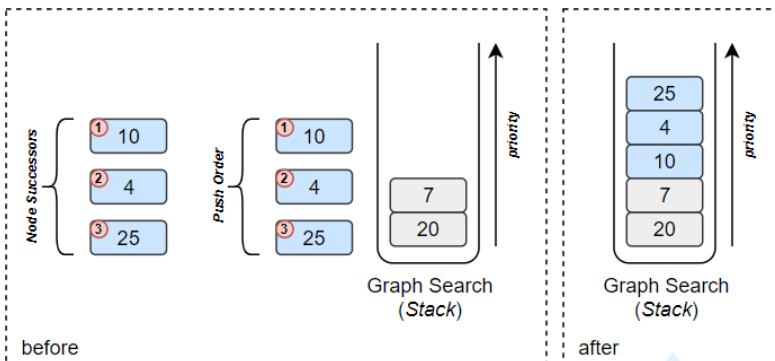 Node Successors
1
10
2
4
3
25
Push Order
1
10
2
4
3
25
7
20
priority
Graph Search
(Stack)
before
25
4
10
7
20
priority
Graph Search
(Stack)
after